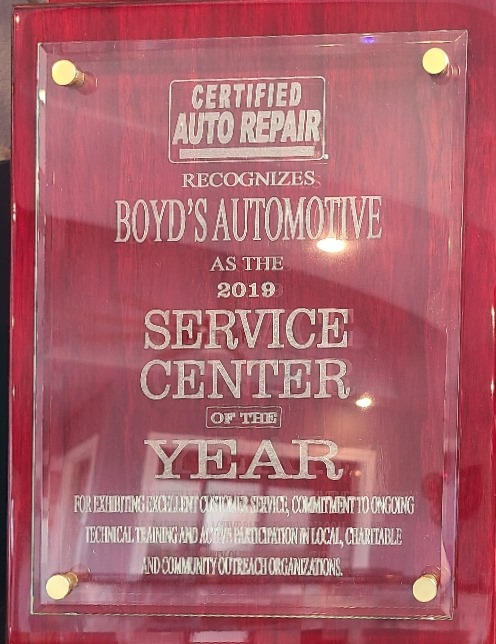 CERTIFIED
AUTO REPAIR
RECOGNIZES
BOYD'S AUTOMOTIVE
AS THE
2019
SERVICE
CENTER
OF THE
YEAR
FOR EXHIBITING EXCELLENT CUSTOMER SERVICE, COMMITMENT TO ONGOING
TECHNICAL TRAINING AND ACTIVE PARTICIPATION IN LOCAL, CHARITABLE
AND COMMUNITY OUTREACH ORGANIZATIONS.